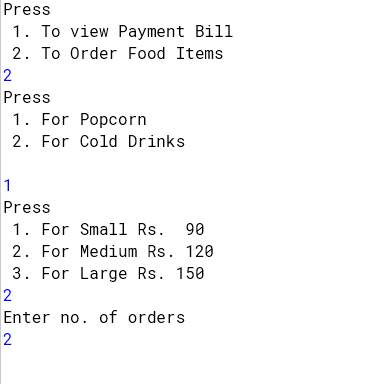 Press
1. To view Payment Bill
2. To Order Food Items
2
Press
1. For Popcorn
2. For Cold Drinks
1
Press
1. For Small Rs.  90
2. For Medium Rs. 120
3. For Large Rs. 150
2
Enter no. of orders
2